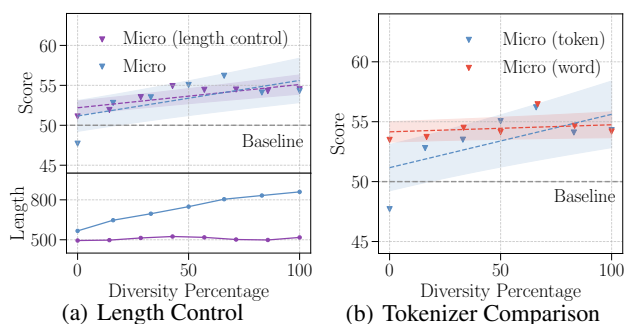 Micro (length control)
Micro
60
55
50
45
Score
Baseline
800
500
Length
0
50
100
Diversity Percentage
(a) Length Control
Micro (token)
Micro (word)
60
55
50
45
Score
Baseline
0
50
100
Diversity Percentage
(b) Tokenizer Comparison